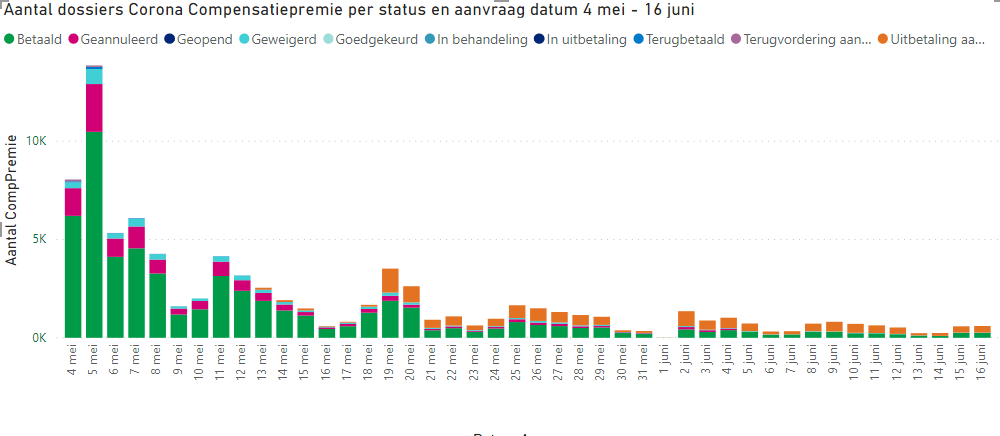 Aantal dossiers Corona Compensatiepremie per status en aanvraag datum 4 mei - 16 juni
Betaald Geannuleerd Geopend Geweigerd Goedgekeurd In behandeling In uitbetaling Terugbetaald Terugvordering aan... Uitbetaling aa...
Aantal CompPremie
10K
5K
0K
4 mei
5 mei
6 mei
7 mei
8 mei
9 mei
10 mei
11 mei
12 mei
13 mei
14 mei
15 mei
16 mei
17 mei
18 mei
19 mei
20 mei
21 mei
22 mei
23 mei
24 mei
25 mei
26 mei
27 mei
28 mei
29 mei
30 mei
31 mei
1 juni
2 juni
3 juni
4 juni
5 juni
6 juni
7 juni
8 juni
9 juni
10 juni
11 juni
12 juni
13 juni
14 juni
15 juni
16 juni